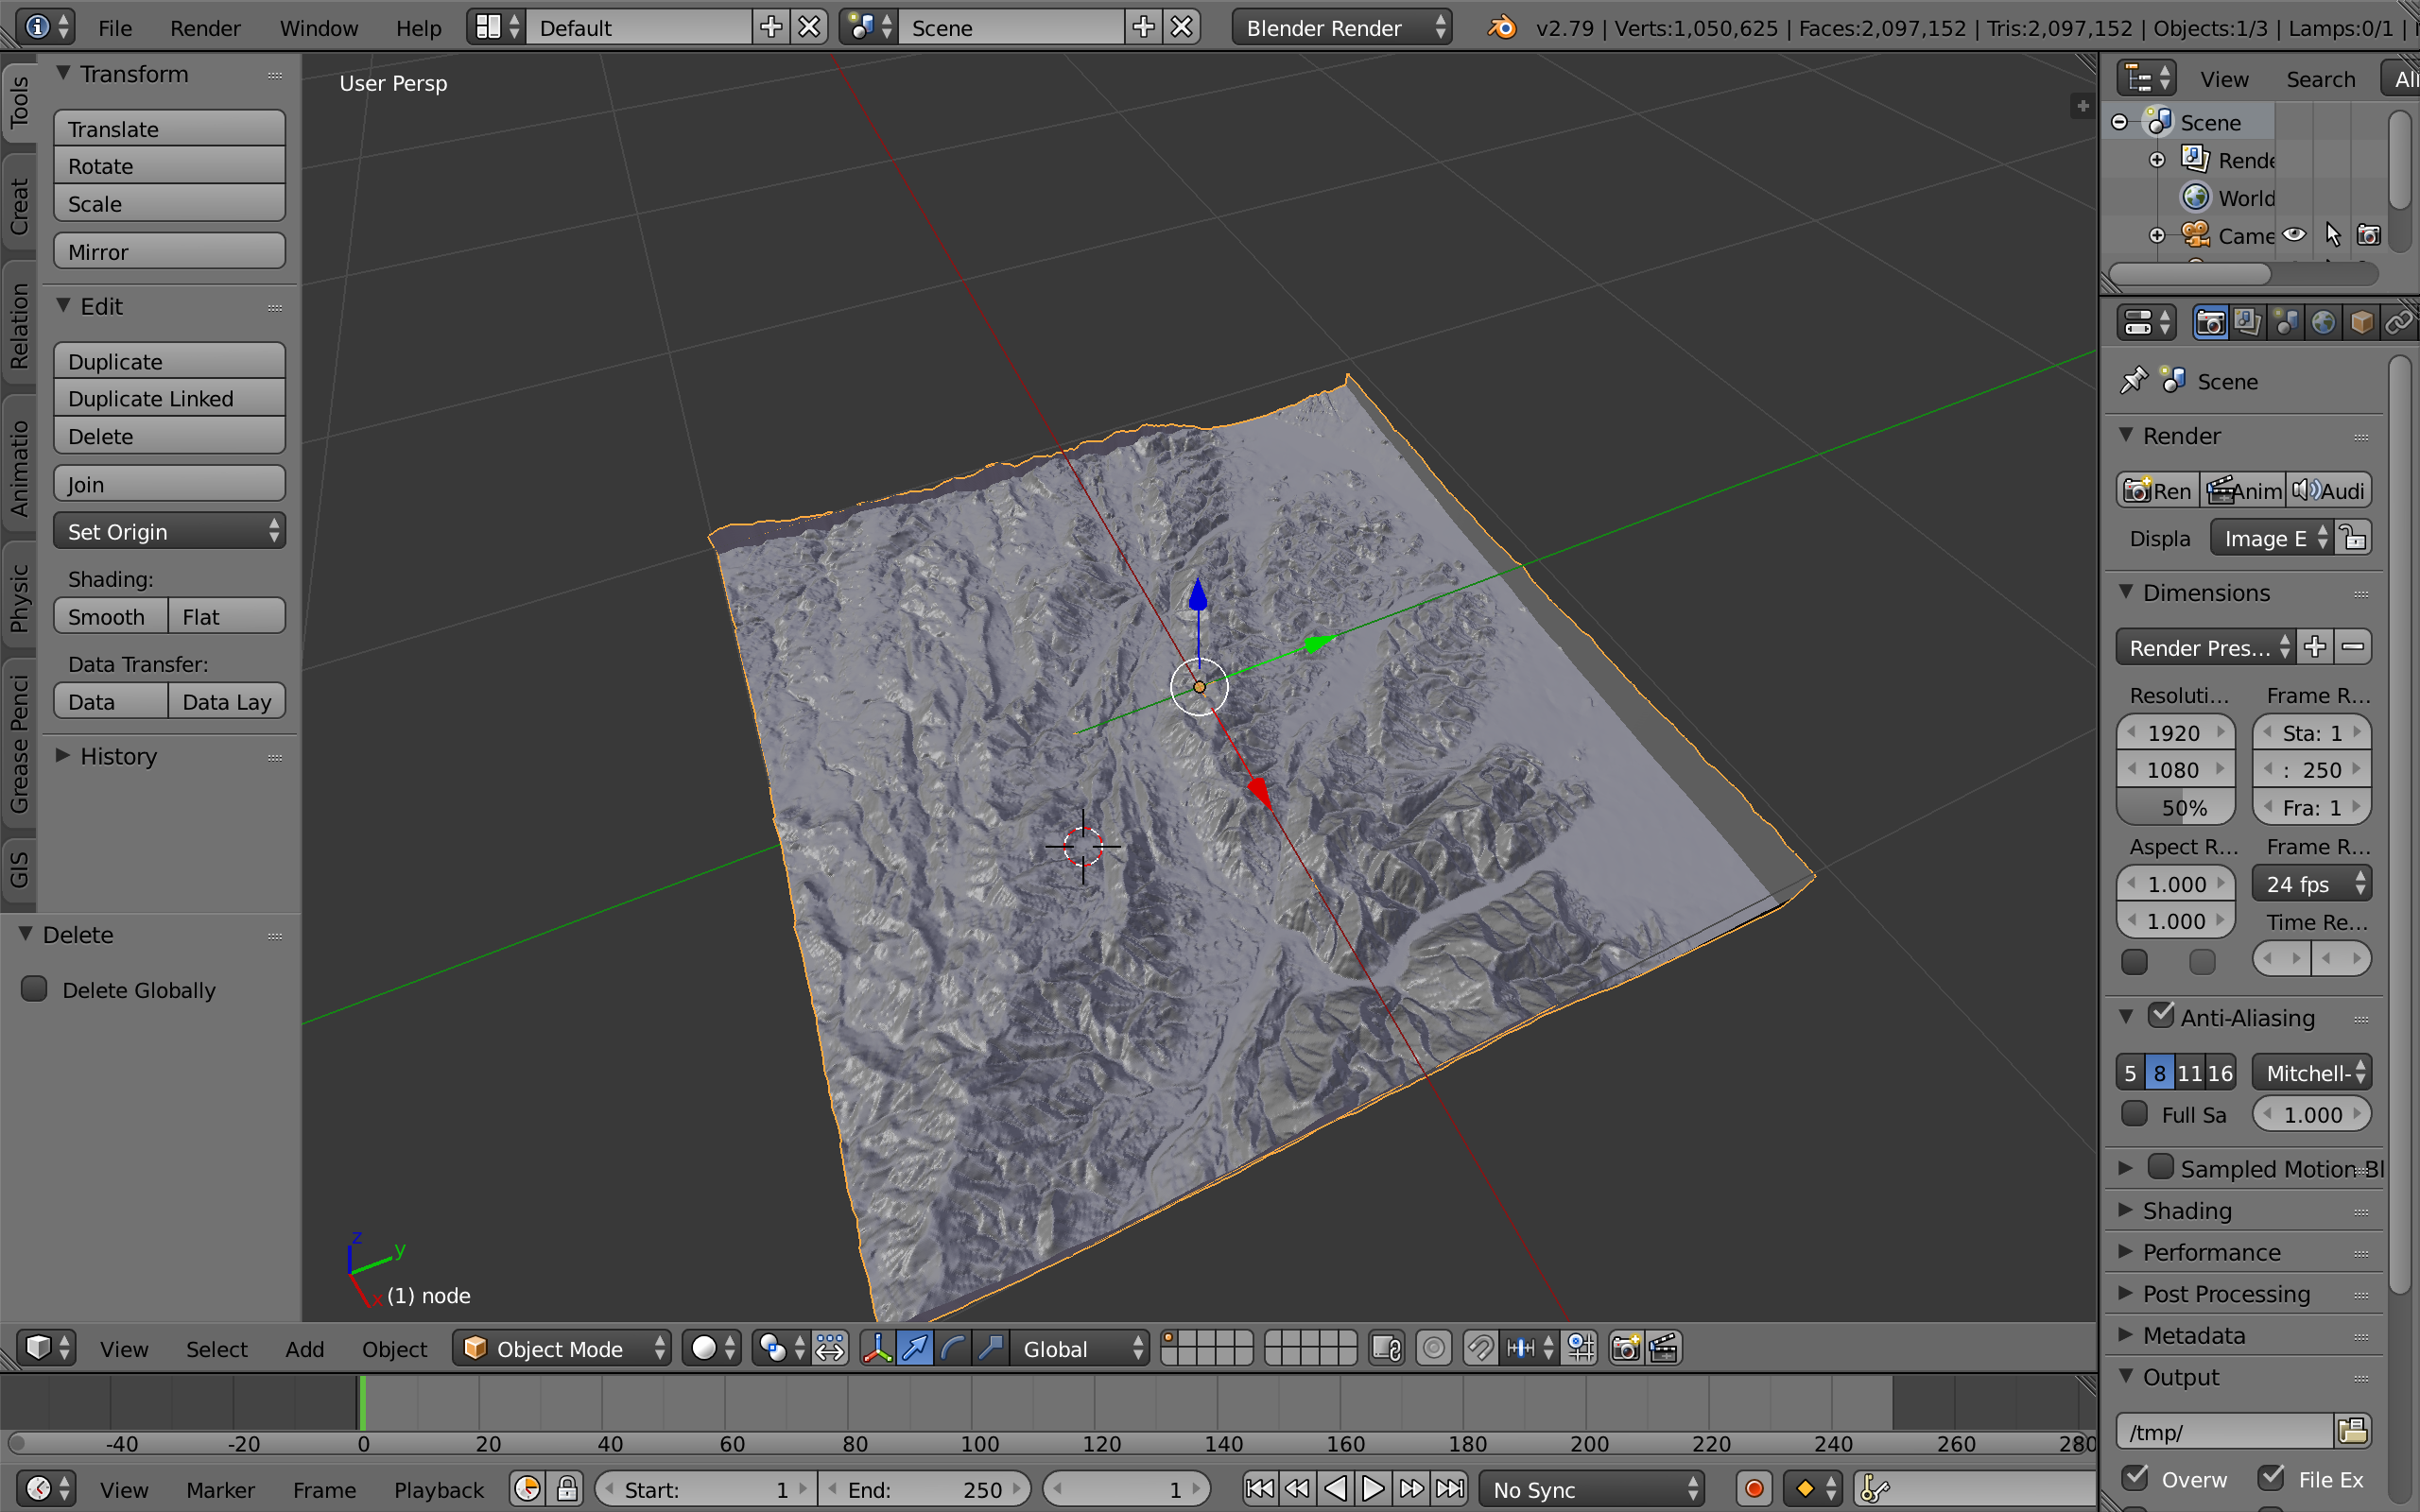 File Render Window Help Default Scene Blender Render v2.79 | Verts:1,050,625 | Faces:2,097,152 | Tris:2,097,152 | Objects:1/3 | Lamps:0/1 |
Tools
Creat
Relation
Animatio
Physic
Grease Penci
GIS
Transform
Translate
Rotate
Scale
Mirror
Edit
Duplicate
Duplicate Linked
Delete
Join
Set Origin
Shading:
Smooth Flat
Data Transfer:
Data Data Lay
History
Delete
Delete Globally
User Persp
z
y
x
(1) node
View Search All
Scene
Rende
World
Came
Scene
Render
Ren Anim Audi
Displa Image E
Dimensions
Render Pres...
Resoluti... Frame R...
1920 Sta: 1
1080 : 250
50% Fra: 1
Aspect R... Frame R...
1.000 24 fps
1.000 Time Re...
Anti-Aliasing
5 8 11 16 Mitchell-
Full Sa 1.000
Sampled Motion Bl
Shading
Performance
Post Processing
Metadata
Output
/tmp/
Overw File Ex
View Select Add Object Object Mode Global
-40 -20 0 20 40 60 80 100 120 140 160 180 200 220 240 260 280
View Marker Frame Playback Start: 1 End: 250 1 No Sync